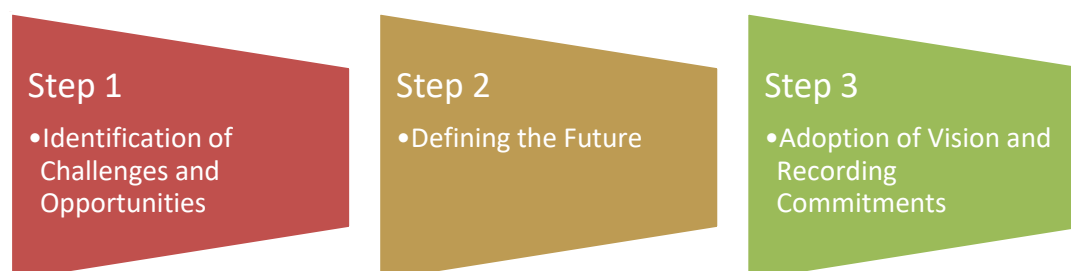 Step 1
•Identification of
Challenges and
Opportunities
Step 2
•Defining the Future
Step 3
•Adoption of Vision and
Recording
Commitments